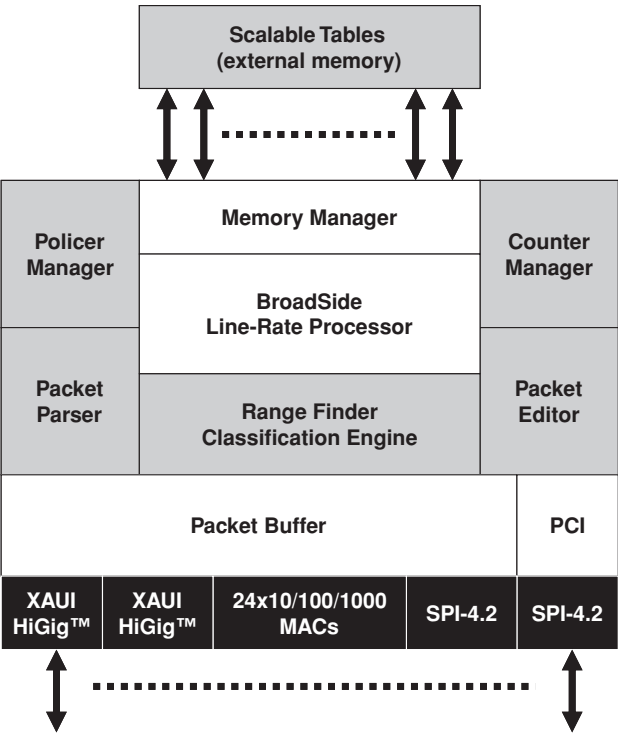 Scalable Tables
(external memory)
Policer
Manager
Memory Manager
Counter
Manager
BroadSide
Line-Rate Processor
Packet
Parser
Range Finder
Classification Engine
Packet
Editor
Packet Buffer
PCI
XAUI
HiGig™
XAUI
HiGig™
24x10/100/1000
MACs
SPI-4.2
SPI-4.2